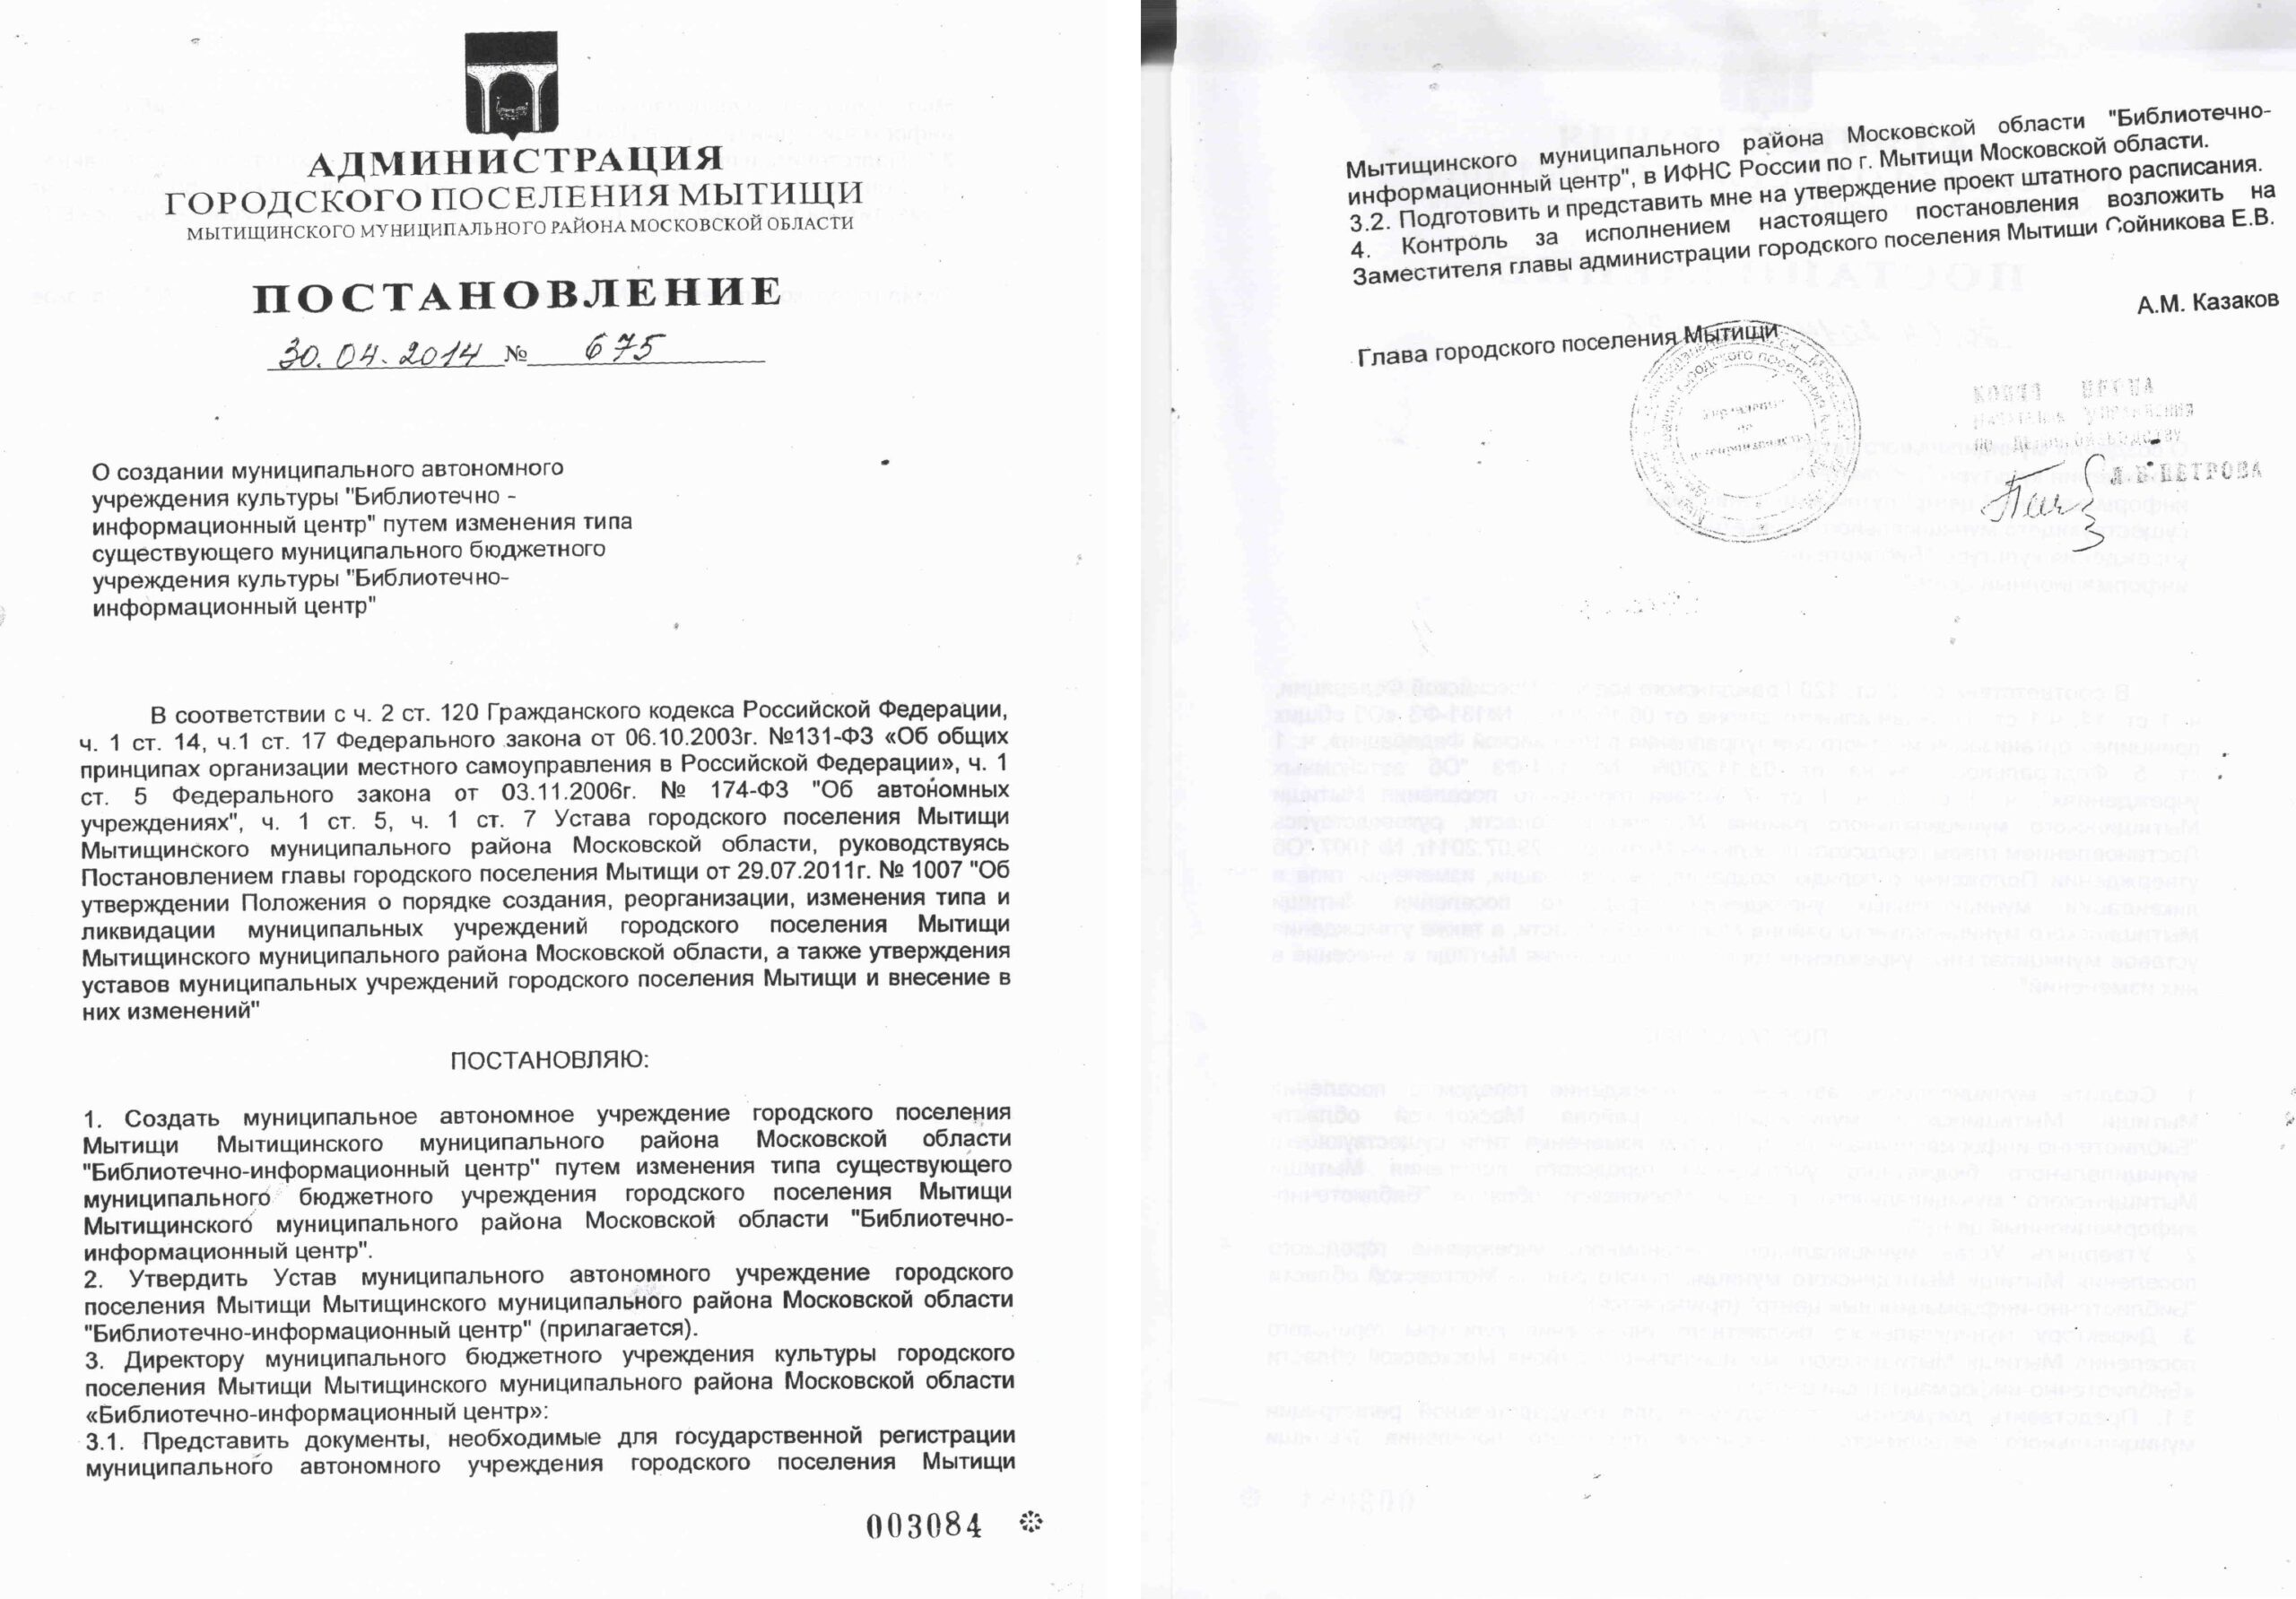 АДМИНИСТРАЦИЯ
ГОРОДСКОГО ПОСЕЛЕНИЯ МЫТИЩИ
МЫТИЩИНСКОГО МУНИЦИПАЛЬНОГО РАЙОНА МОСКОВСКОЙ ОБЛАСТИ
ПОСТАНОВЛЕНИЕ
30.04.2014 № 675
О создании муниципального автономного
учреждения культуры "Библиотечно -
информационный центр" путем изменения типа
существующего муниципального бюджетного
учреждения культуры "Библиотечно-
информационный центр"
В соответствии с ч. 2 ст. 120 Гражданского кодекса Российской Федерации,
ч. 1 ст. 14, ч.1 ст. 17 Федерального закона от 06.10.2003г. №131-ФЗ «Об общих
принципах организации местного самоуправления в Российской Федерации», ч. 1
ст. 5 Федерального закона от 03.11.2006г. № 174-ФЗ "Об автономных
учреждениях", ч. 1 ст. 5, ч. 1 ст. 7 Устава городского поселения Мытищи
Мытищинского муниципального района Московской области, руководствуясь
Постановлением главы городского поселения Мытищи от 29.07.2011г. № 1007 "Об
утверждении Положения о порядке создания, реорганизации, изменения типа и
ликвидации муниципальных учреждений городского поселения Мытищи
Мытищинского муниципального района Московской области, а также утверждения
уставов муниципальных учреждений городского поселения Мытищи и внесение в
них изменений"
ПОСТАНОВЛЯЮ:
1. Создать муниципальное автономное учреждение городского поселения
Мытищи Мытищинского муниципального района Московской области
"Библиотечно-информационный центр" путем изменения типа существующего
муниципального бюджетного учреждения городского поселения Мытищи
Мытищинского муниципального района Московской области "Библиотечно-
информационный центр".
2. Утвердить Устав муниципального автономного учреждение городского
поселения Мытищи Мытищинского муниципального района Московской области
"Библиотечно-информационный центр" (прилагается).
3. Директору муниципального бюджетного учреждения культуры городского
поселения Мытищи Мытищинского муниципального района Московской области
«Библиотечно-информационный центр»:
3.1. Представить документы, необходимые для государственной регистрации
муниципального автономного учреждения городского поселения Мытищи
003084
Мытищинского муниципального района Московской области "Библиотечно-
информационный центр", в ИФНС России по г. Мытищи Московской области.
3.2. Подготовить и представить мне на утверждение проект штатного расписания.
4. Контроль за исполнением настоящего постановления возложить на
Заместителя главы администрации городского поселения Мытищи Сойникова Е.В.
Глава городского поселения Мытищи
А.М. Казаков
КОПИЯ ВЕРНА
НАЧАЛЬНИК УПРАВЛЕНИЯ
ПО ДЕЛОПРОИЗВОДСТВУ
Л.В ПЕТРОВА